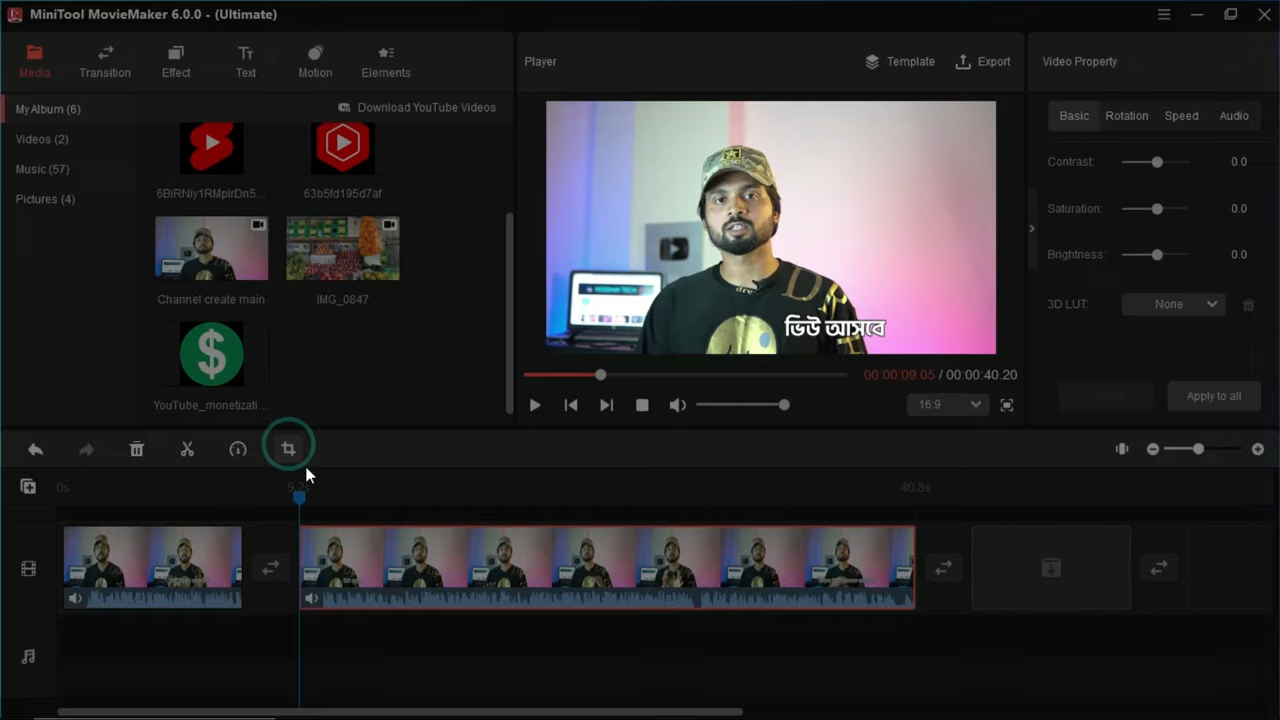 MiniTool MovieMaker 6.0.0 - (Ultimate)
Media
Transition
Effect
Text
Motion
Elements
Player
Template
Export
Video Property
My Album (6)
Download YouTube Videos
Videos (2)
Music (57)
Pictures (4)
6BiRNiy1RMplrDn5...
63b5fd195d7af
Channel create main
IMG_0847
YouTube_monetizati...
ভিউ আসবে
Basic
Rotation
Speed
Audio
Contrast:
0.0
Saturation:
0.0
Brightness:
0.0
3D LUT:
None
Apply to all
00:00:09.05 / 00:00:40.20
16:9
0s
40.8s